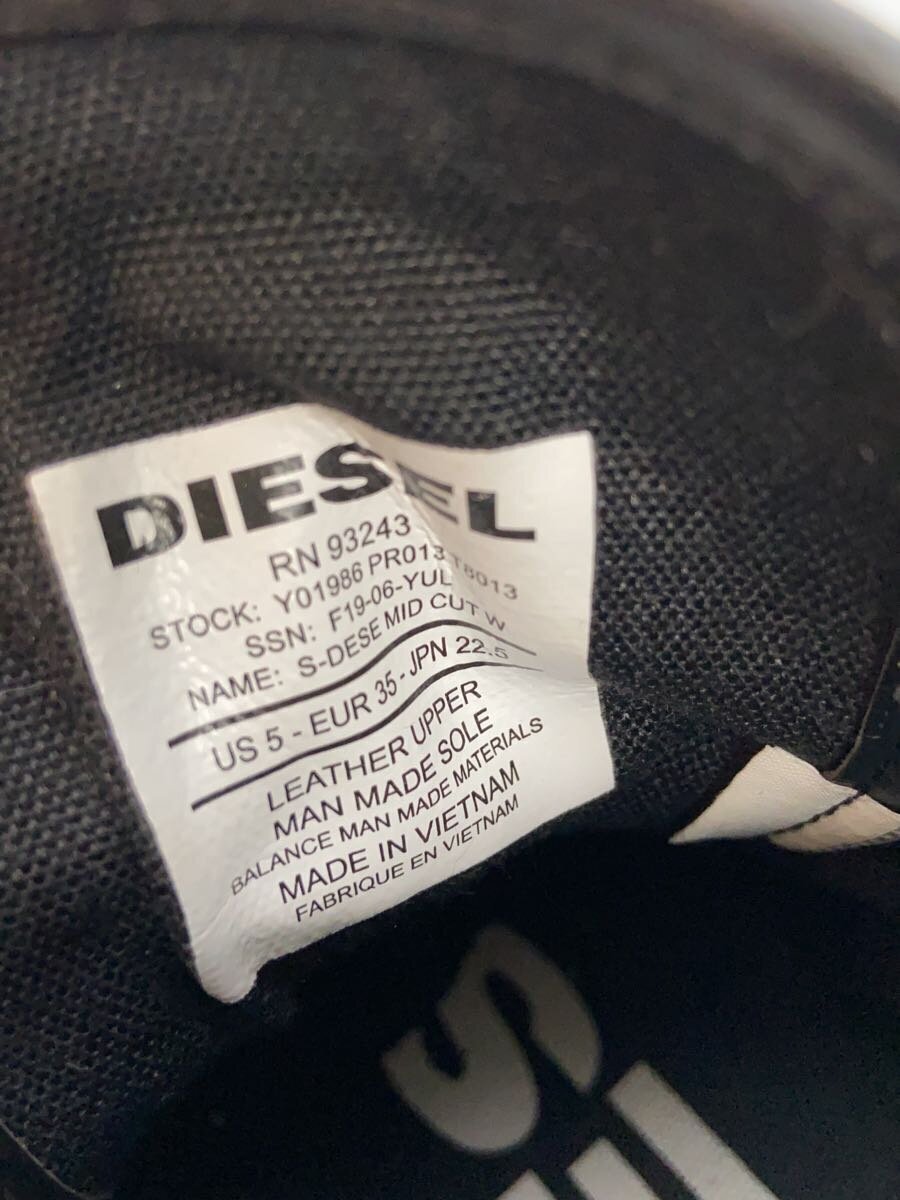 DIESEL
RN 93243
STOCK: Y01986 PR013 T8013
SSN: F19-06-YUL
NAME: S-DESE MID CUT W
US 5 - EUR 35 - JPN 22.5
LEATHER UPPER
MAN MADE SOLE
BALANCE MAN MADE MATERIALS
MADE IN VIETNAM
FABRIQUE EN VIETNAM
S